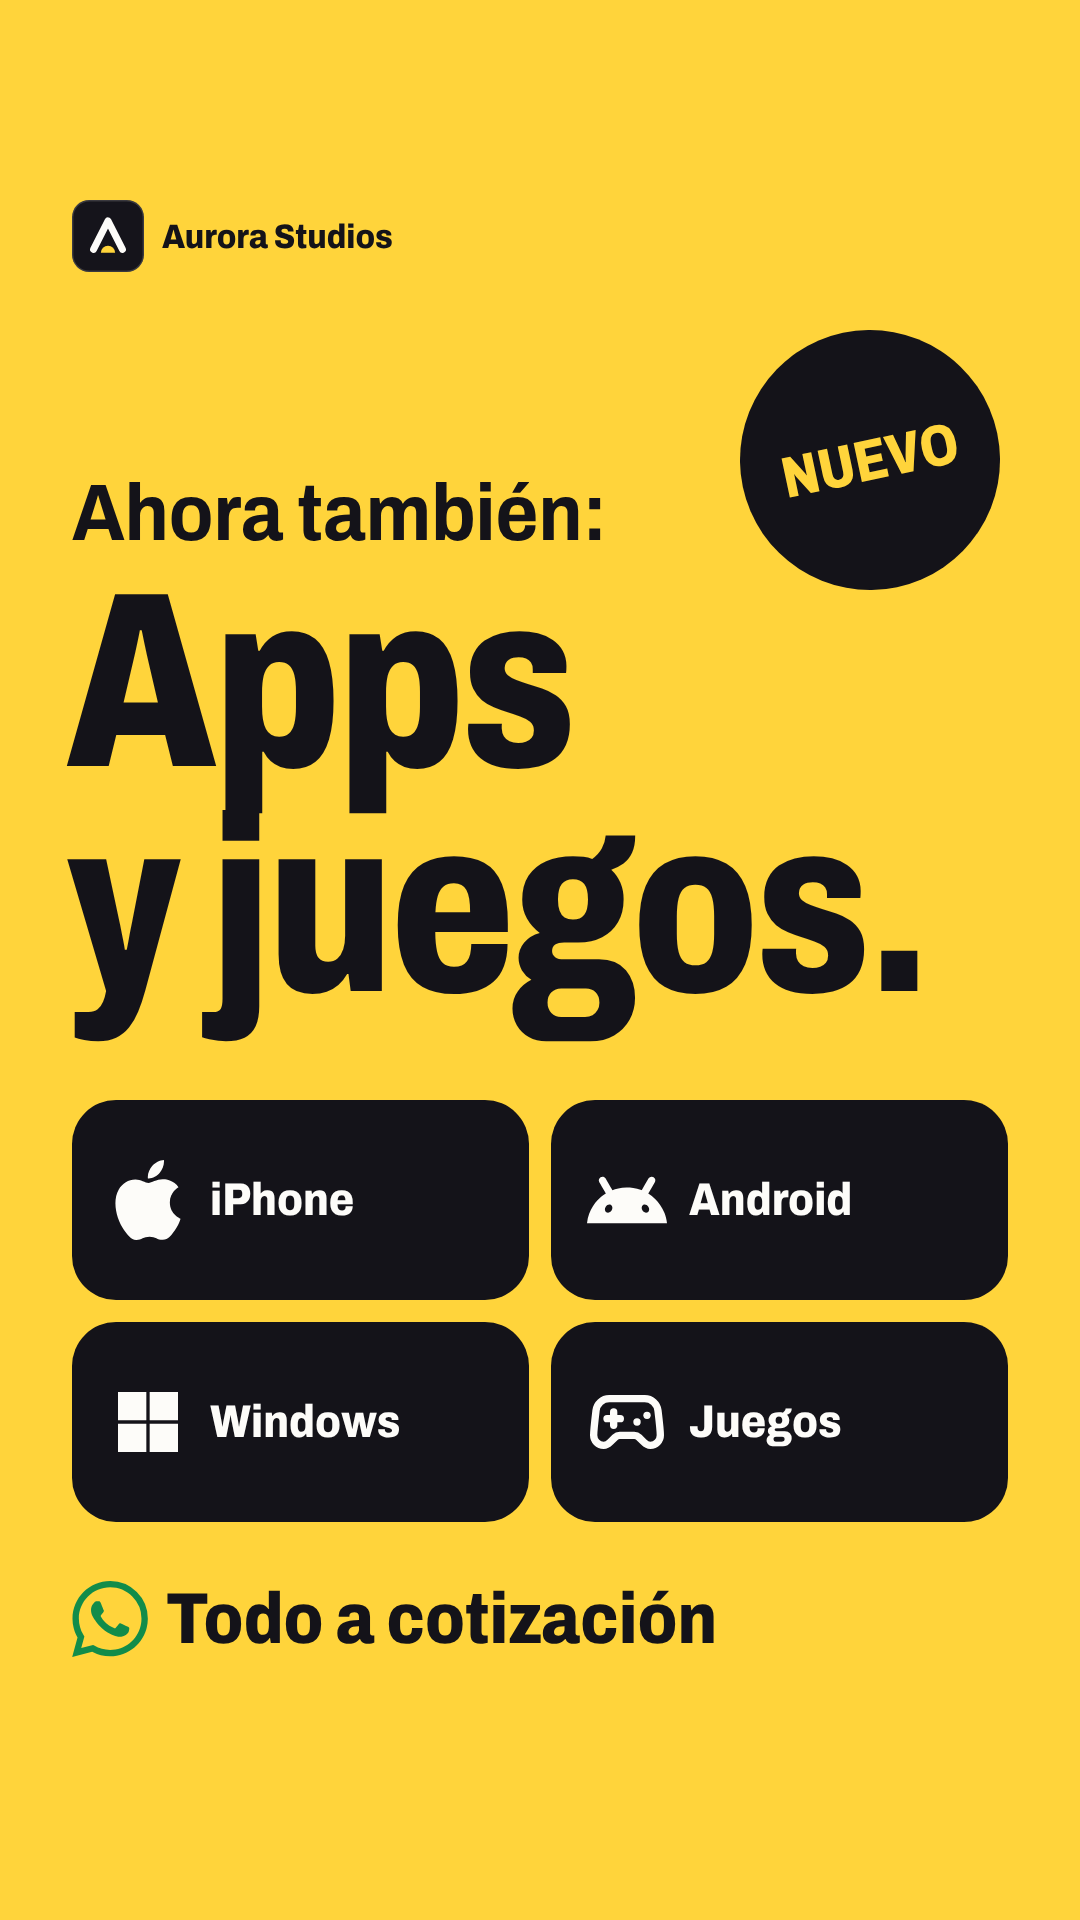 Aurora Studios
NUEVO
Ahora también:
Apps
y juegos.
iPhone
Android
Windows
Juegos
Todo a cotización